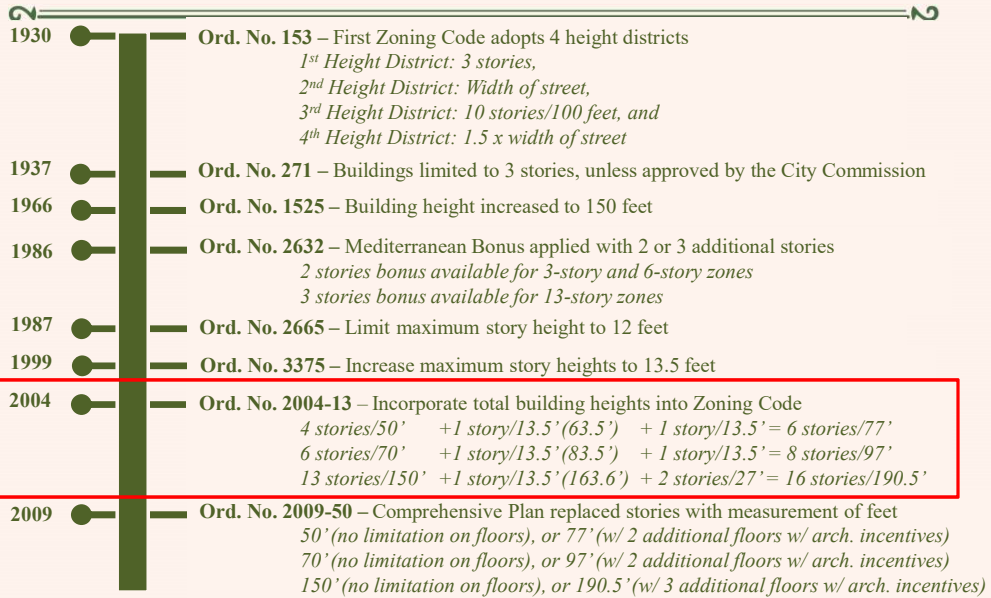 1930 Ord. No. 153 – First Zoning Code adopts 4 height districts
1st Height District: 3 stories,
2nd Height District: Width of street,
3rd Height District: 10 stories/100 feet, and
4th Height District: 1.5 x width of street
1937 Ord. No. 271 – Buildings limited to 3 stories, unless approved by the City Commission
1966 Ord. No. 1525 – Building height increased to 150 feet
1986 Ord. No. 2632 – Mediterranean Bonus applied with 2 or 3 additional stories
2 stories bonus available for 3-story and 6-story zones
3 stories bonus available for 13-story zones
1987 Ord. No. 2665 – Limit maximum story height to 12 feet
1999 Ord. No. 3375 – Increase maximum story heights to 13.5 feet
2004 Ord. No. 2004-13 – Incorporate total building heights into Zoning Code
4 stories/50' +1 story/13.5' (63.5') + 1 story/13.5' = 6 stories/77'
6 stories/70' +1 story/13.5' (83.5') + 1 story/13.5' = 8 stories/97'
13 stories/150' +1 story/13.5' (163.6') + 2 stories/27' = 16 stories/190.5'
2009 Ord. No. 2009-50 – Comprehensive Plan replaced stories with measurement of feet
50' (no limitation on floors), or 77' (w/ 2 additional floors w/ arch. incentives)
70' (no limitation on floors), or 97' (w/ 2 additional floors w/ arch. incentives)
150' (no limitation on floors), or 190.5' (w/ 3 additional floors w/ arch. incentives)